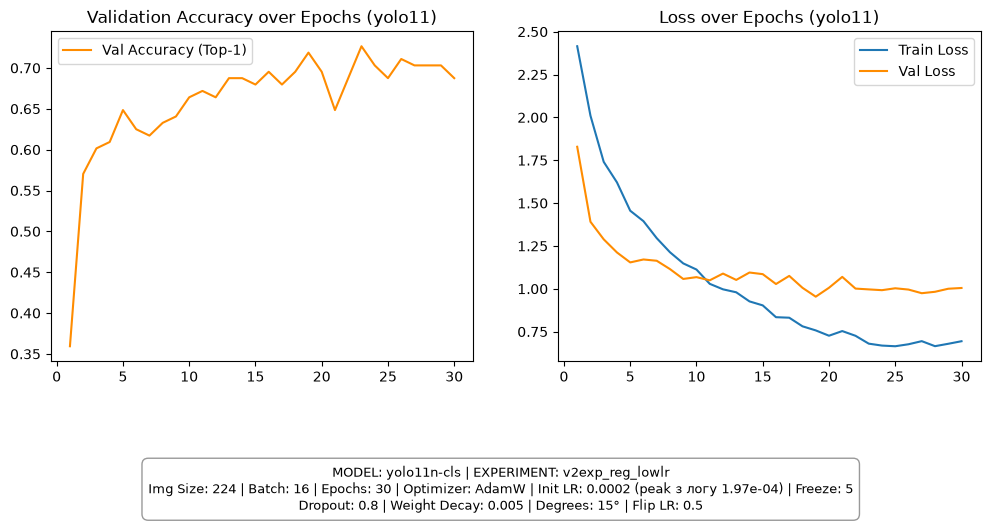 Validation Accuracy over Epochs (yolo11)
Val Accuracy (Top-1)
0.70
0.65
0.60
0.55
0.50
0.45
0.40
0.35
0 5 10 15 20 25 30
Loss over Epochs (yolo11)
Train Loss
Val Loss
2.50
2.25
2.00
1.75
1.50
1.25
1.00
0.75
0 5 10 15 20 25 30
MODEL: yolo11n-cls | EXPERIMENT: v2exp_reg_lowlr
Img Size: 224 | Batch: 16 | Epochs: 30 | Optimizer: AdamW | Init LR: 0.0002 (peak з логу 1.97e-04) | Freeze: 5
Dropout: 0.8 | Weight Decay: 0.005 | Degrees: 15° | Flip LR: 0.5